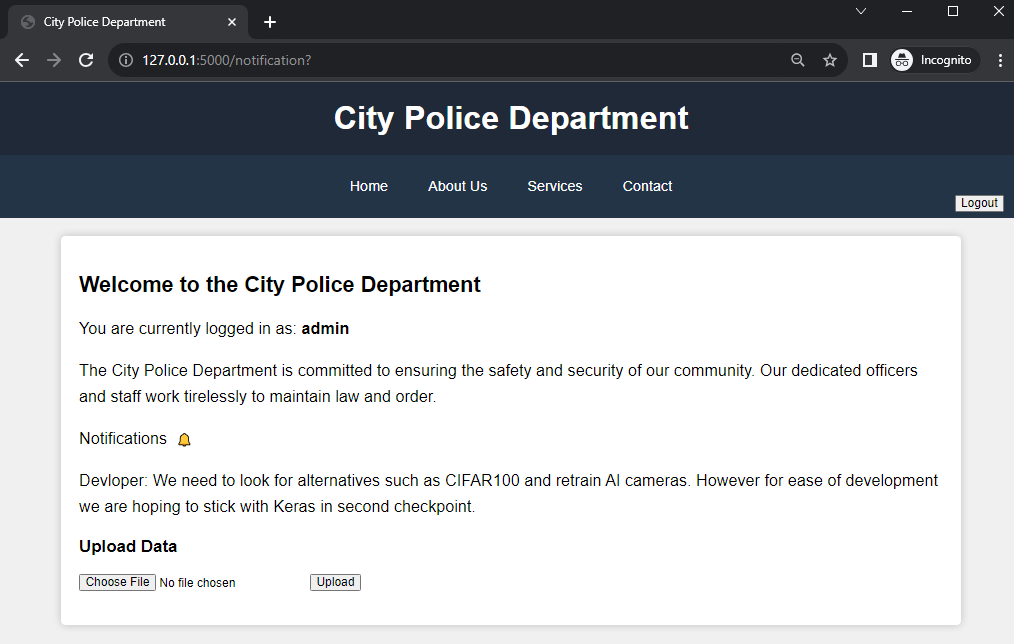 City Police Department
127.0.0.1:5000/notification?
Incognito
City Police Department
Home About Us Services Contact
Logout
Welcome to the City Police Department
You are currently logged in as: admin
The City Police Department is committed to ensuring the safety and security of our community. Our dedicated officers
and staff work tirelessly to maintain law and order.
Notifications
Devloper: We need to look for alternatives such as CIFAR100 and retrain AI cameras. However for ease of development
we are hoping to stick with Keras in second checkpoint.
Upload Data
Choose File No file chosen Upload